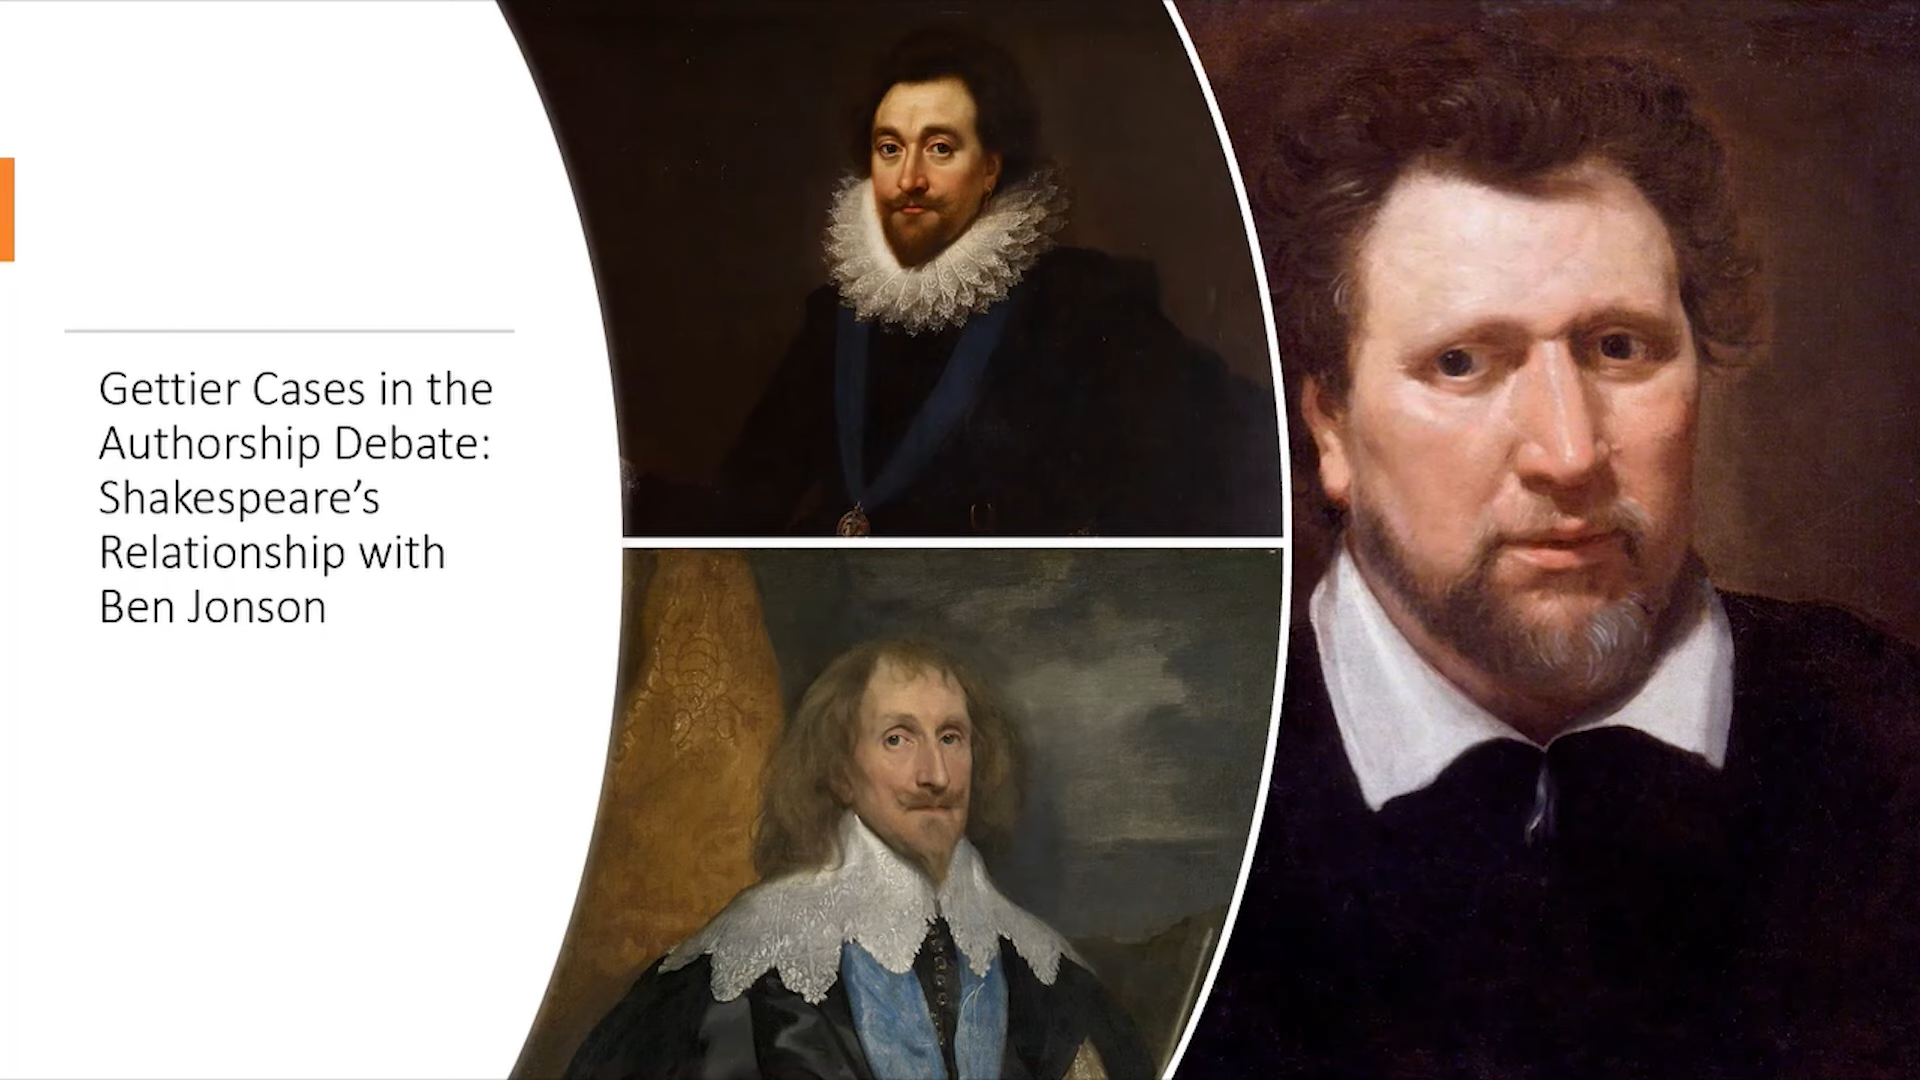 Gettier Cases in the
Authorship Debate:
Shakespeare’s
Relationship with
Ben Jonson